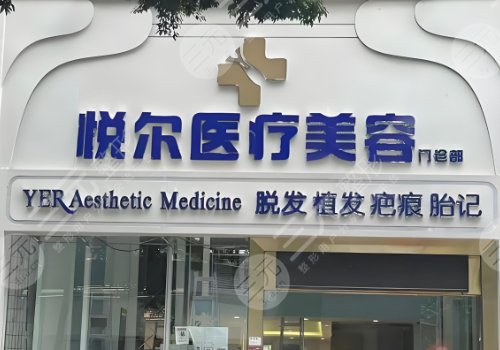 悦尔医疗美容 门诊部
YER Aesthetic Medicine 脱发 植发 疤痕 胎记